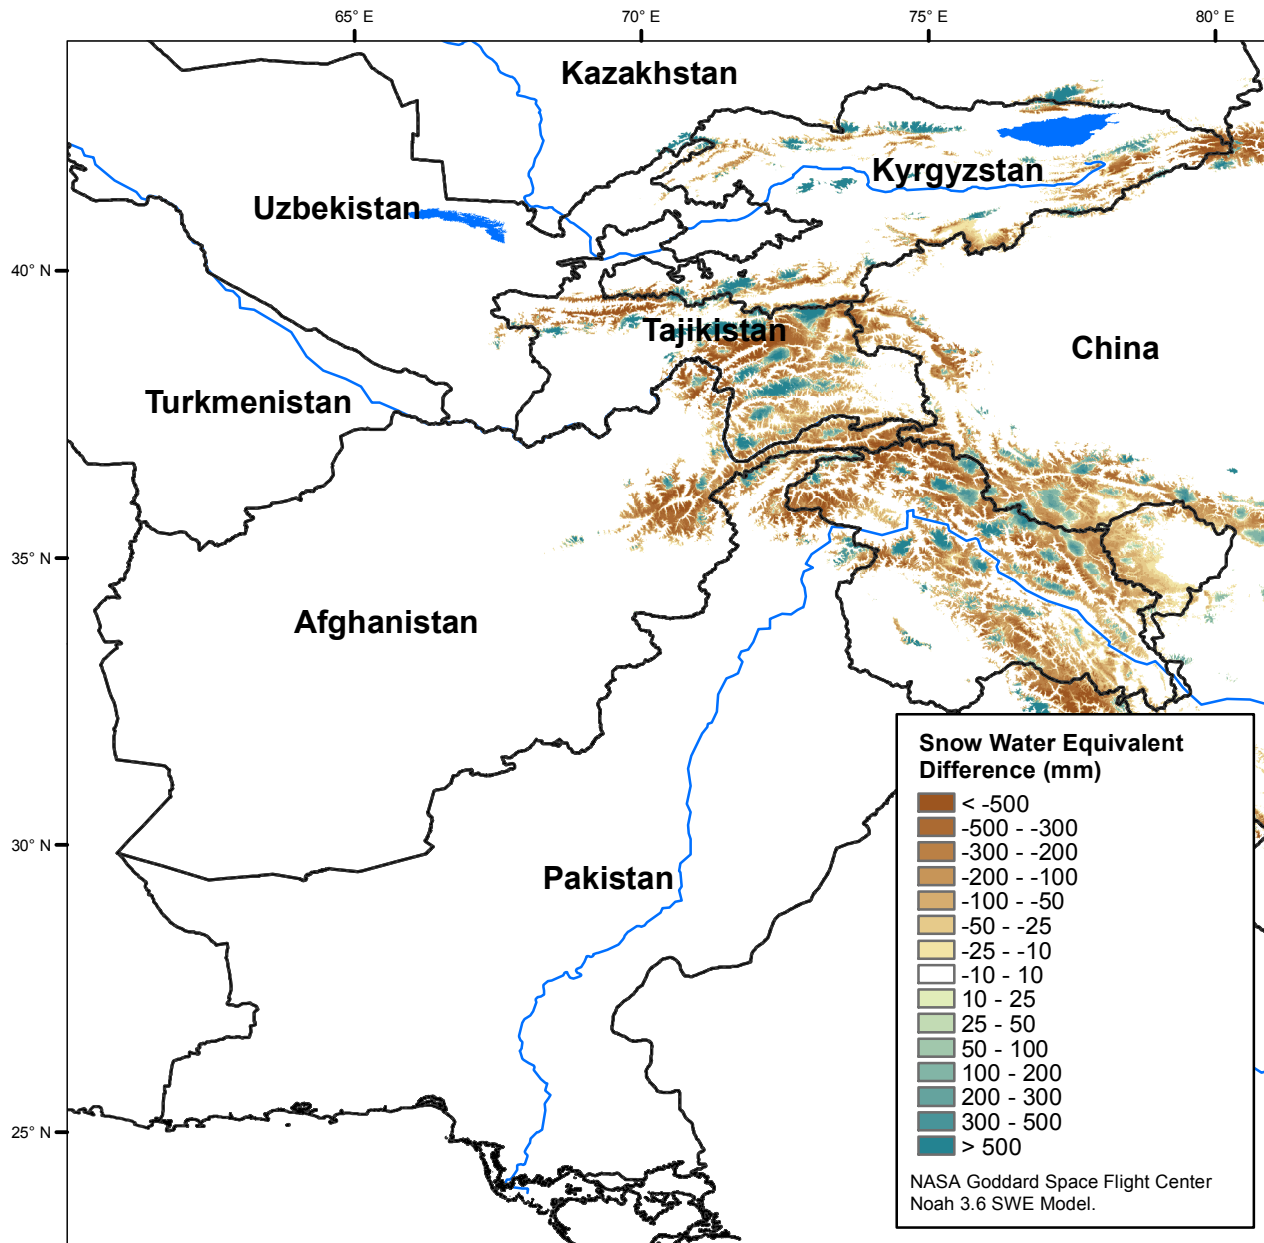 65° E
70° E
75° E
80° E
Kazakhstan
Kyrgyzstan
Uzbekistan
40° N
Tajikistan
China
Turkmenistan
35° N
Afghanistan
30° N
Pakistan
25° N
Snow Water Equivalent
Difference (mm)
< -500
-500 - -300
-300 - -200
-200 - -100
-100 - -50
-50 - -25
-25 - -10
-10 - 10
10 - 25
25 - 50
50 - 100
100 - 200
200 - 300
300 - 500
> 500
NASA Goddard Space Flight Center
Noah 3.6 SWE Model.